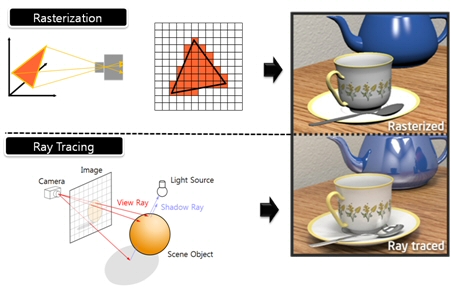 Rasterization
Rasterized
Ray Tracing
Image
Camera
Light Source
View Ray
Shadow Ray
Scene Object
Ray traced